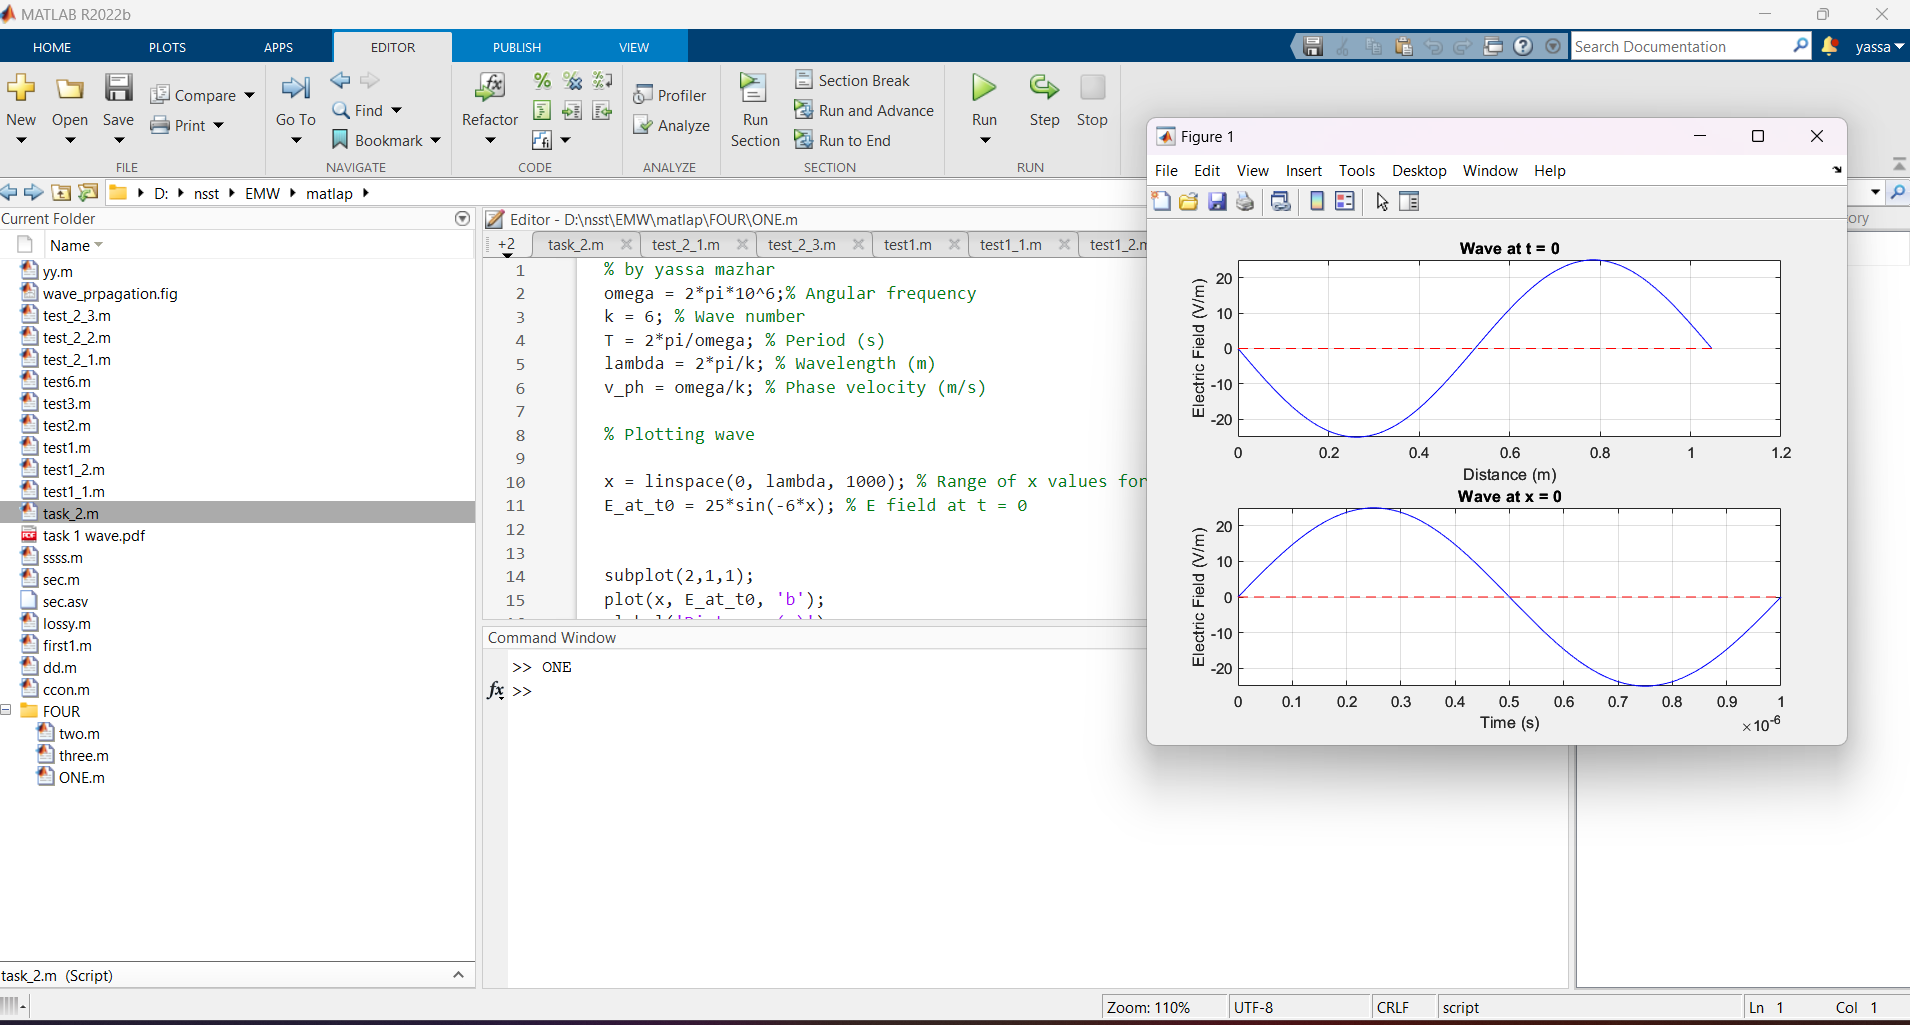 MATLAB R2022b
HOME PLOTS APPS EDITOR PUBLISH VIEW
Search Documentation
yassa
New Open Save Compare Print
FILE
Go To Find Bookmark
NAVIGATE
Refactor
CODE
Profiler
Analyze
ANALYZE
Run Section
Section Break
Run and Advance
Run to End
SECTION
Run Step Stop
RUN
D: nsst EMW matlap
Current Folder
Name
yy.m
wave_prpagation.fig
test_2_3.m
test_2_2.m
test_2_1.m
test6.m
test3.m
test2.m
test1.m
test1_2.m
test1_1.m
task_2.m
task 1 wave.pdf
ssss.m
sec.m
sec.asv
lossy.m
first1.m
dd.m
ccon.m
FOUR
two.m
three.m
ONE.m
task_2.m (Script)
Editor - D:\nsst\EMW\matlap\FOUR\ONE.m
+2 task_2.m test_2_1.m test_2_3.m test1.m test1_1.m test1_2.m
1 % by yassa mazhar
2 omega = 2*pi*10^6;% Angular frequency
3 k = 6; % Wave number
4 T = 2*pi/omega; % Period (s)
5 lambda = 2*pi/k; % Wavelength (m)
6 v_ph = omega/k; % Phase velocity (m/s)
7
8 % Plotting wave
9
10 x = linspace(0, lambda, 1000); % Range of x values for
11 E_at_t0 = 25*sin(-6*x); % E field at t = 0
12
13
14 subplot(2,1,1);
15 plot(x, E_at_t0, 'b');
Command Window
>> ONE
fx >>
Figure 1
File Edit View Insert Tools Desktop Window Help
ory
Wave at t = 0
Electric Field (V/m)
20
10
0
-10
-20
0 0.2 0.4 0.6 0.8 1 1.2
Distance (m)
Wave at x = 0
Electric Field (V/m)
20
10
0
-10
-20
0 0.1 0.2 0.3 0.4 0.5 0.6 0.7 0.8 0.9 1
Time (s)
×10-6
Zoom: 110% UTF-8 CRLF script Ln 1 Col 1